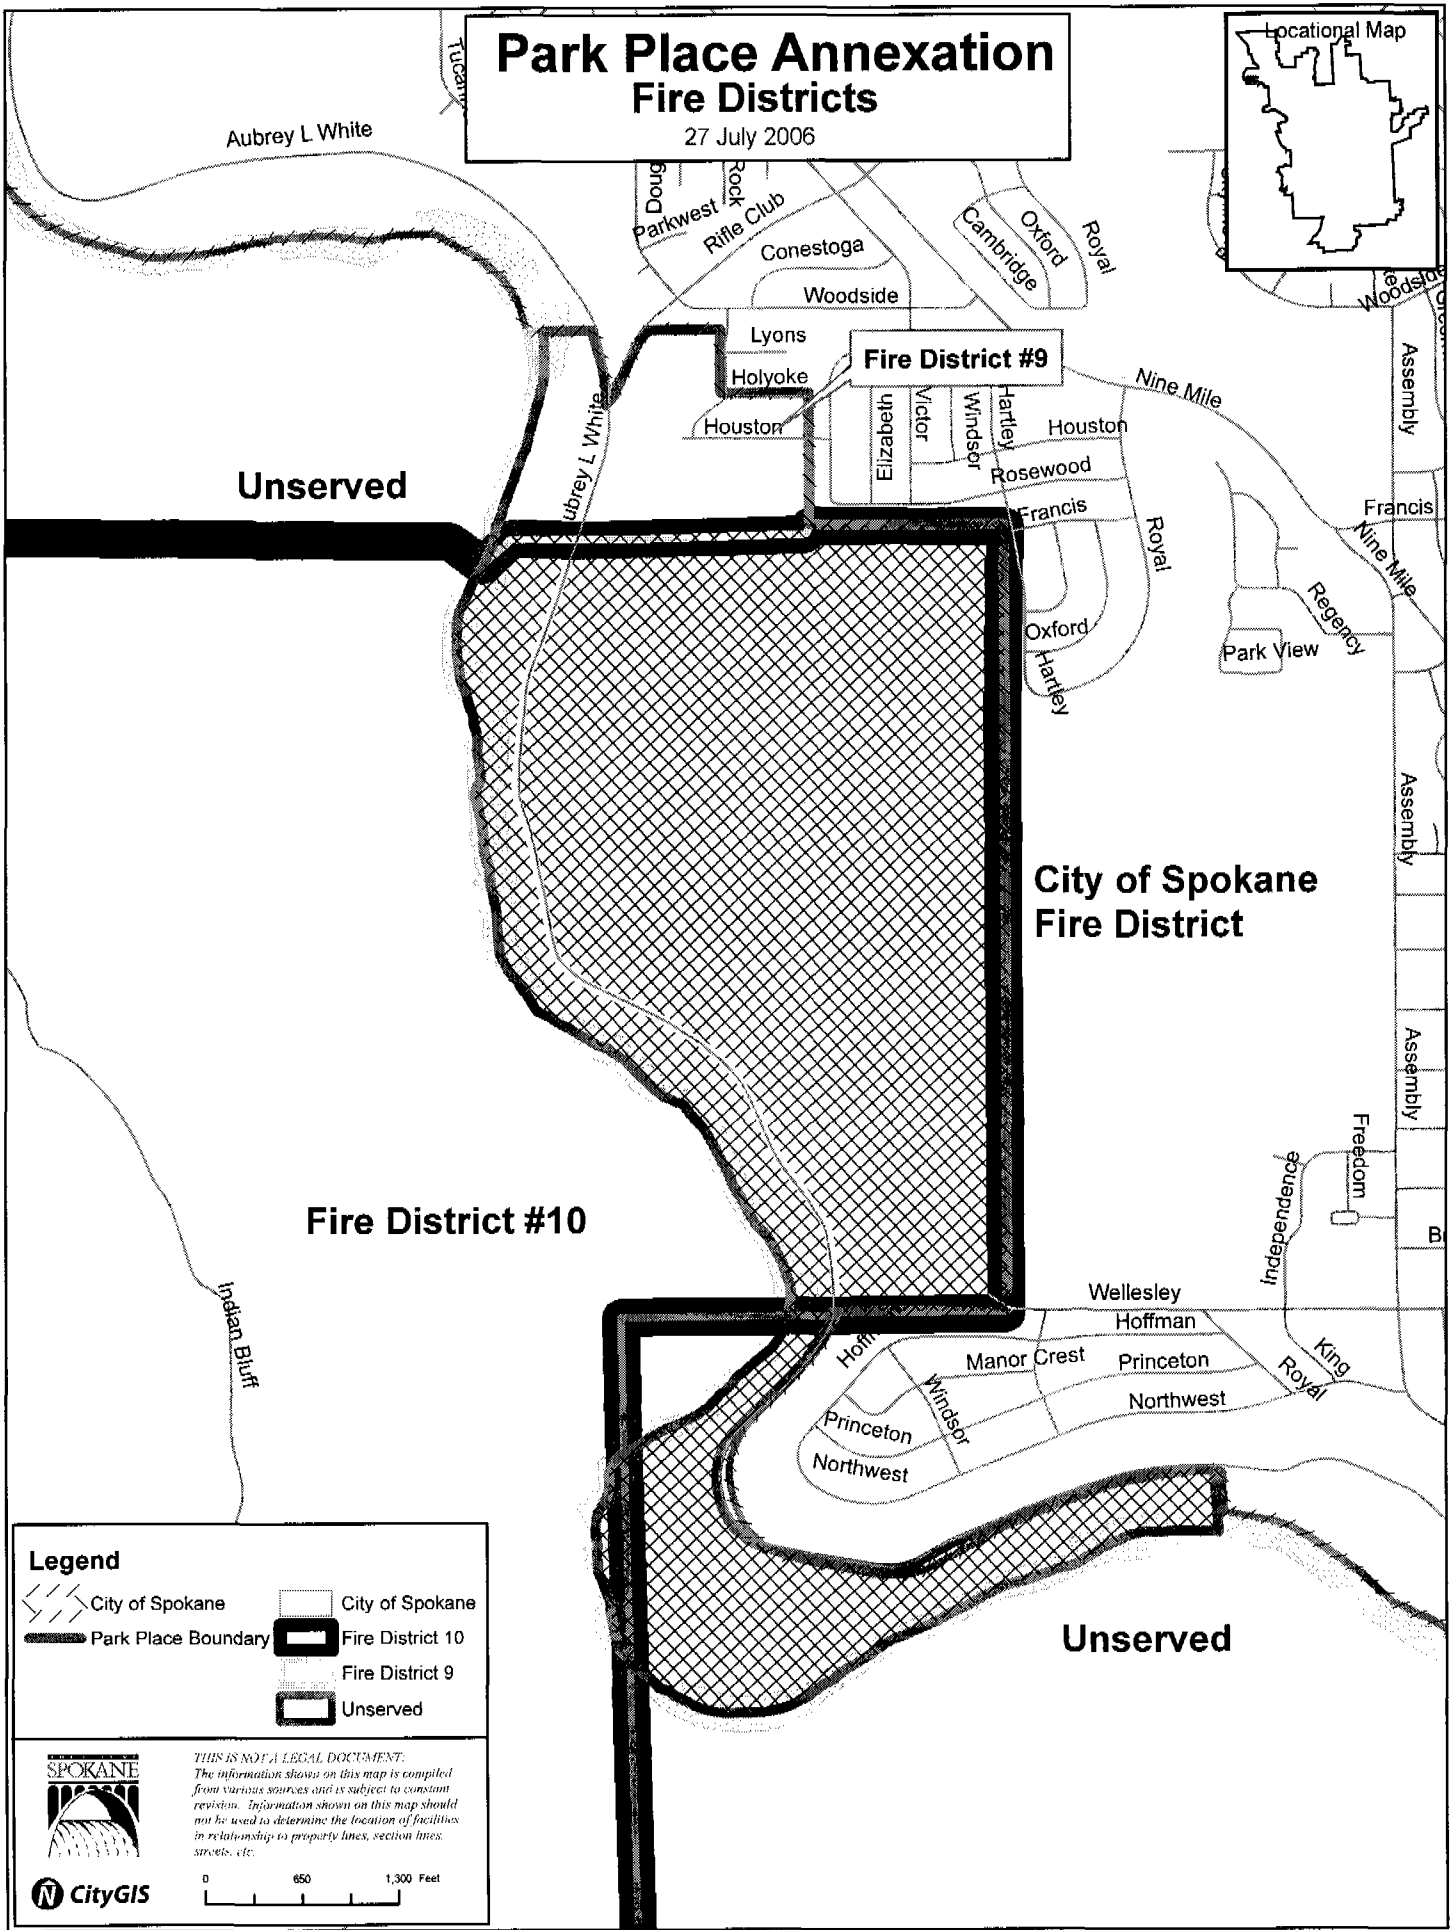 Park Place Annexation
Fire Districts
27 July 2006
Locational Map
Aubrey L White
Parkwest
Rock
Rifle Club
Conestoga
Woodside
Cambridge
Oxford
Royal
Woodside
Lyons
Fire District #9
Holyoke
Houston
Elizabeth
Victor
Windsor
Hartley
Houston
Nine Mile
Assembly
Rosewood
Francis
Royal
Francis
Nine Mile
ubrey L White
Unserved
Oxford
Hartley
Park View
Regency
Assembly
City of Spokane
Fire District
Assembly
Freedom
Independence
Fire District #10
Indian Bluff
Wellesley
Hoffman
Manor Crest
Princeton
King
Royal
Northwest
Windsor
Princeton
Northwest
Unserved
Legend
City of Spokane
Park Place Boundary
City of Spokane
Fire District 10
Fire District 9
Unserved
SPOKANE
THIS IS NOT A LEGAL DOCUMENT:
The information shown on this map is compiled
from various sources and is subject to constant
revision. Information shown on this map should
not be used to determine the location of facilities
in relationship to property lines, section lines,
streets, etc.
0 650 1,300 Feet
N CityGIS